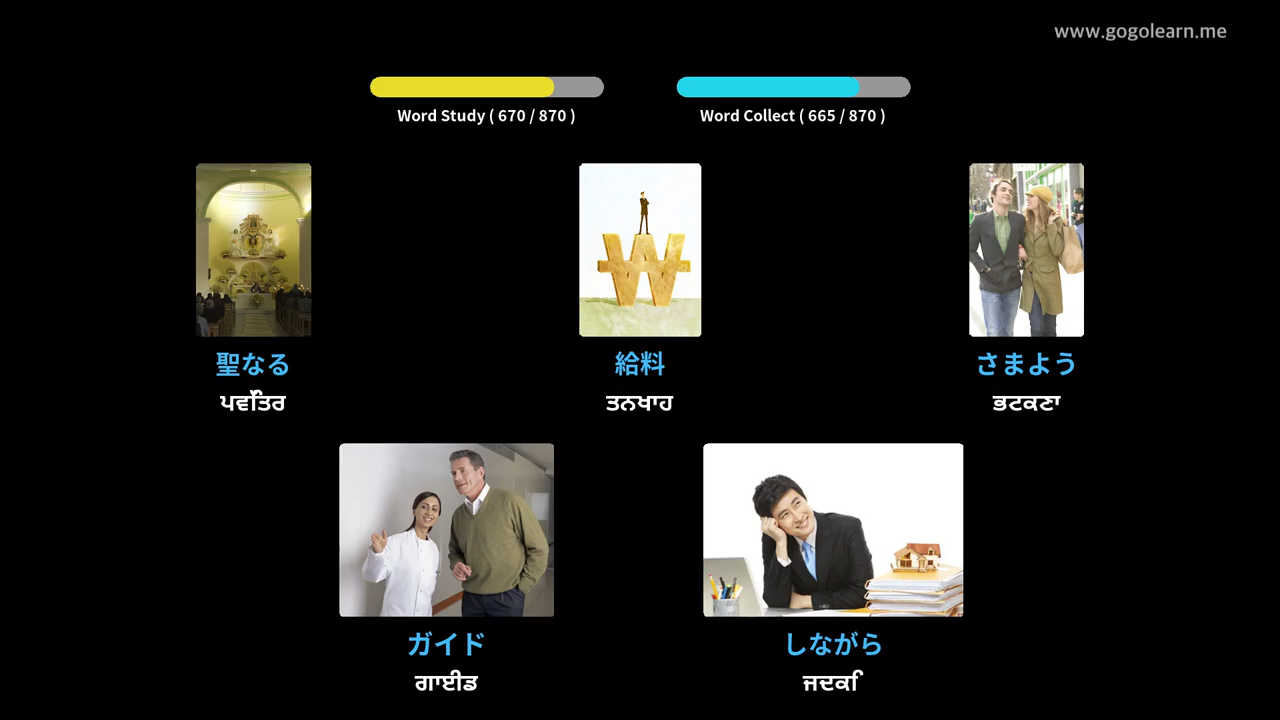 www.gogolearn.me
Word Study ( 670 / 870 )
Word Collect ( 665 / 870 )
聖なる
ਪਵਿੱਤਰ
給料
ਤਨਖਾਹ
さまよう
ਭਟਕਣਾ
ガイド
ਗਾਈਡ
しながら
ਜਦਕਿ